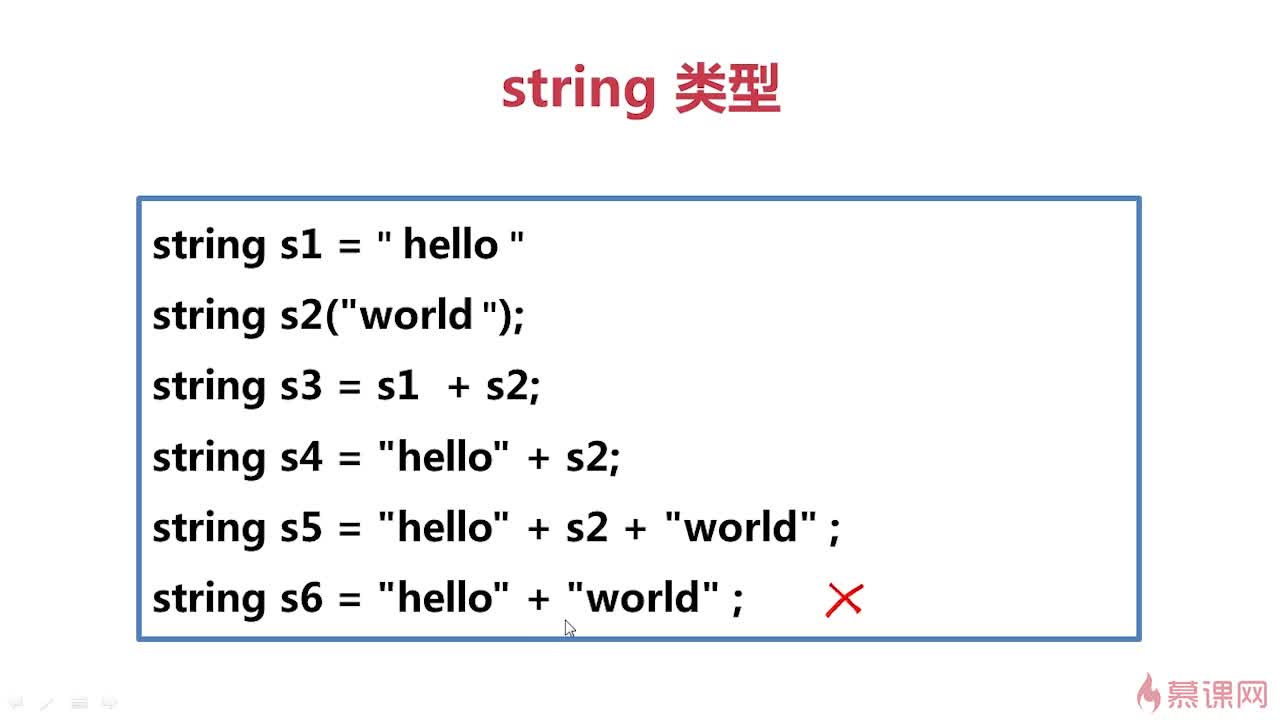 string 类型
string s1 = " hello "
string s2("world ");
string s3 = s1  + s2;
string s4 = "hello" + s2;
string s5 = "hello" + s2 + "world" ;
string s6 = "hello" + "world" ;
慕课网